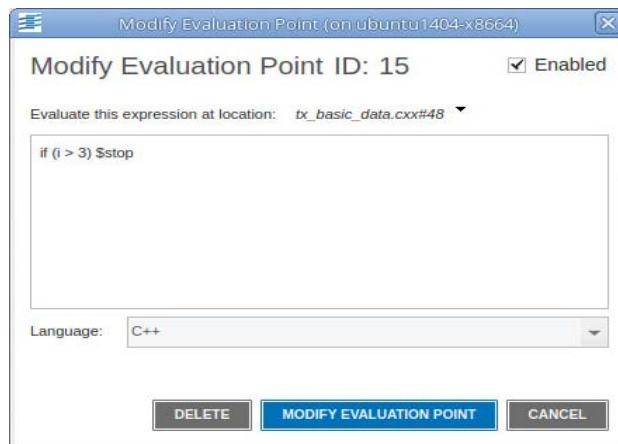 Modify Evaluation Point (on ubuntu1404-x8664)
Modify Evaluation Point ID: 15 Enabled
Evaluate this expression at location: tx_basic_data.cxx#48
if (i > 3) $stop
Language: C++
DELETE MODIFY EVALUATION POINT CANCEL